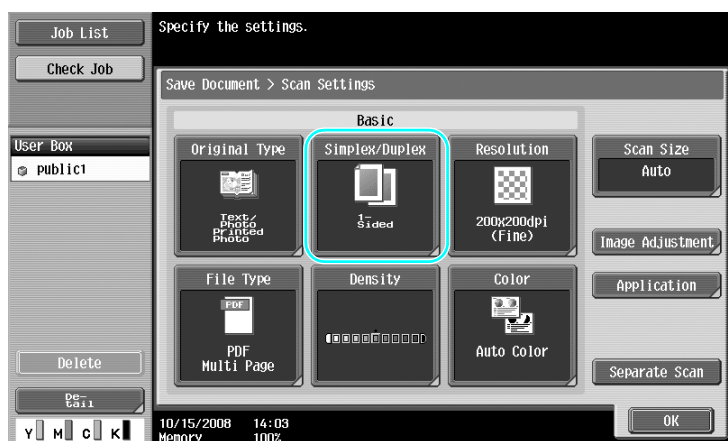 Job List
Check Job
Specify the settings.
Save Document > Scan Settings
Basic
User Box
public1
Original Type
Text/
Photo
Printed
Photo
Simplex/Duplex
1-
Sided
Resolution
200X200dpi
(Fine)
Scan Size
Auto
Image Adjustment
Application
File Type
PDF
PDF
Multi Page
Density
Color
Auto Color
Separate Scan
Delete
De-
tail
Y M C K
10/15/2008 14:03
Memory 100%
OK